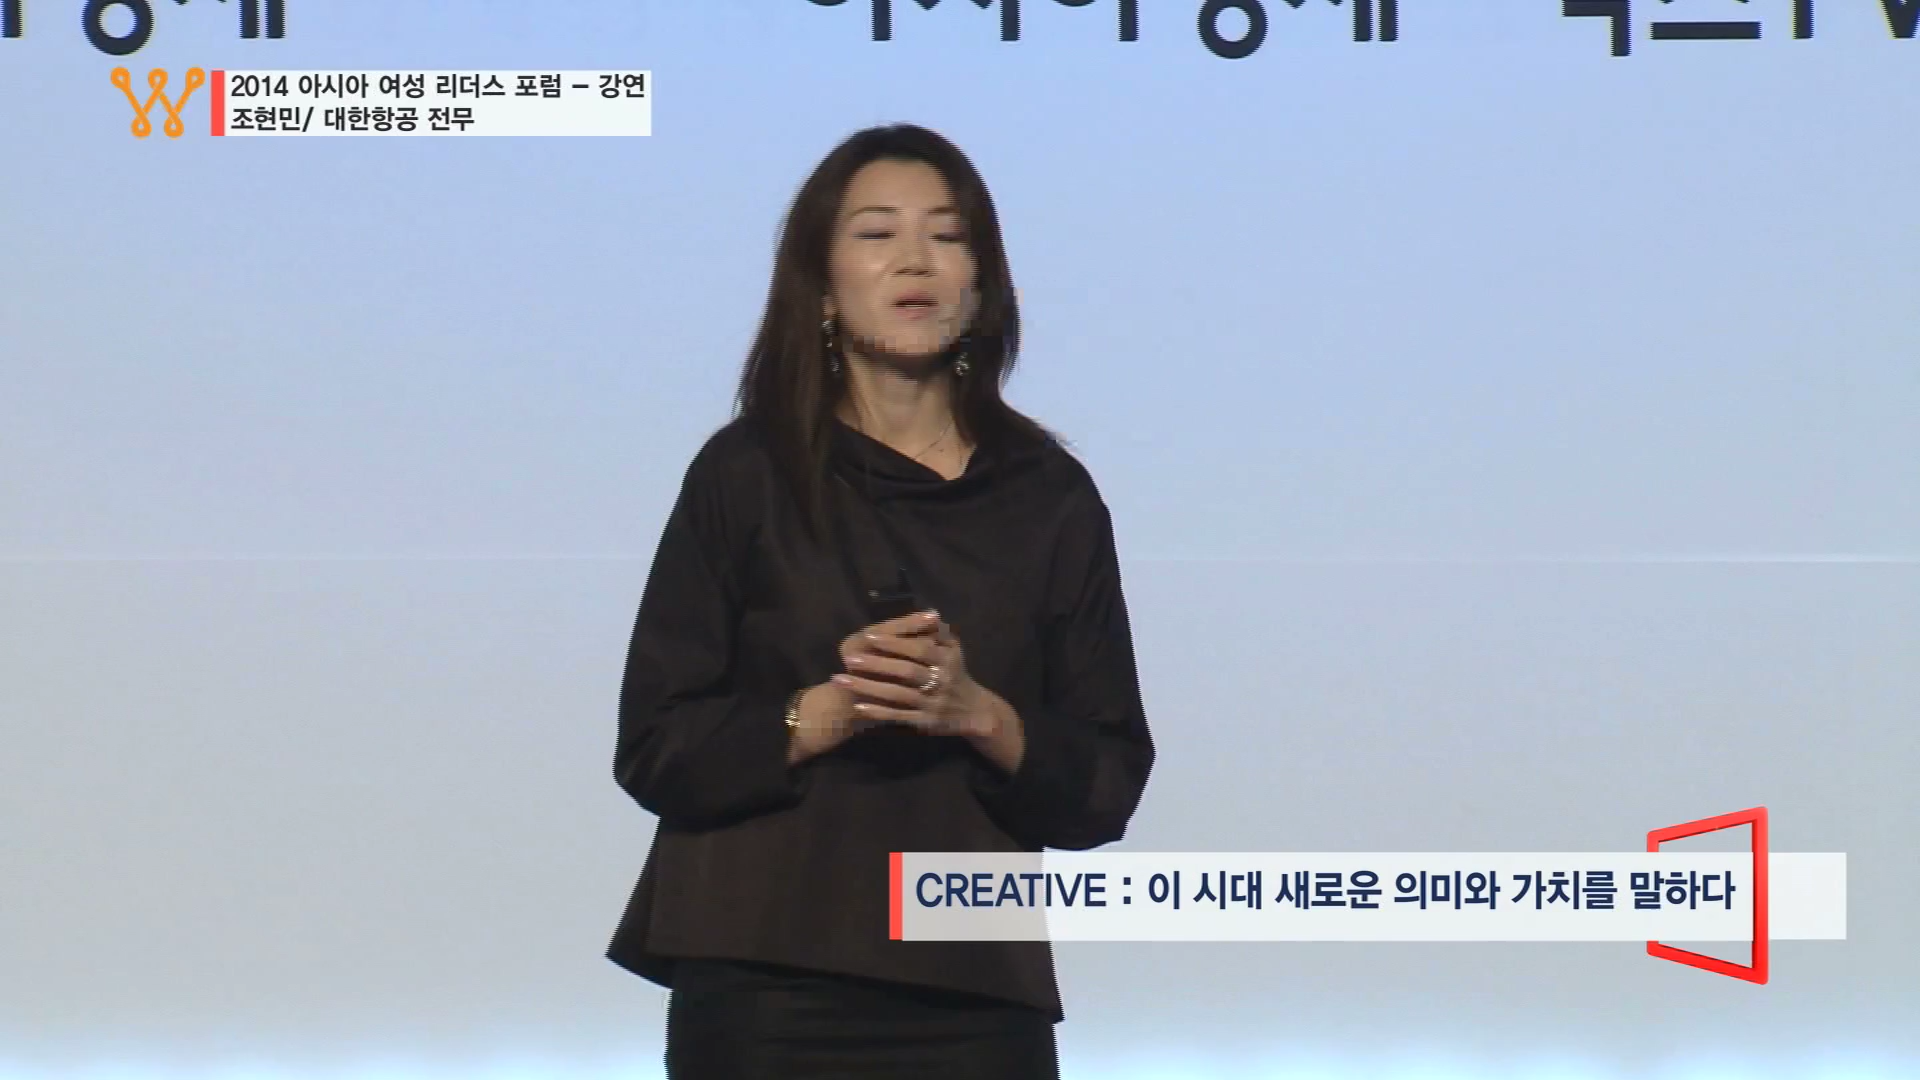 2014 아시아 여성 리더스 포럼 – 강연
조현민/ 대한항공 전무
CREATIVE : 이 시대 새로운 의미와 가치를 말하다